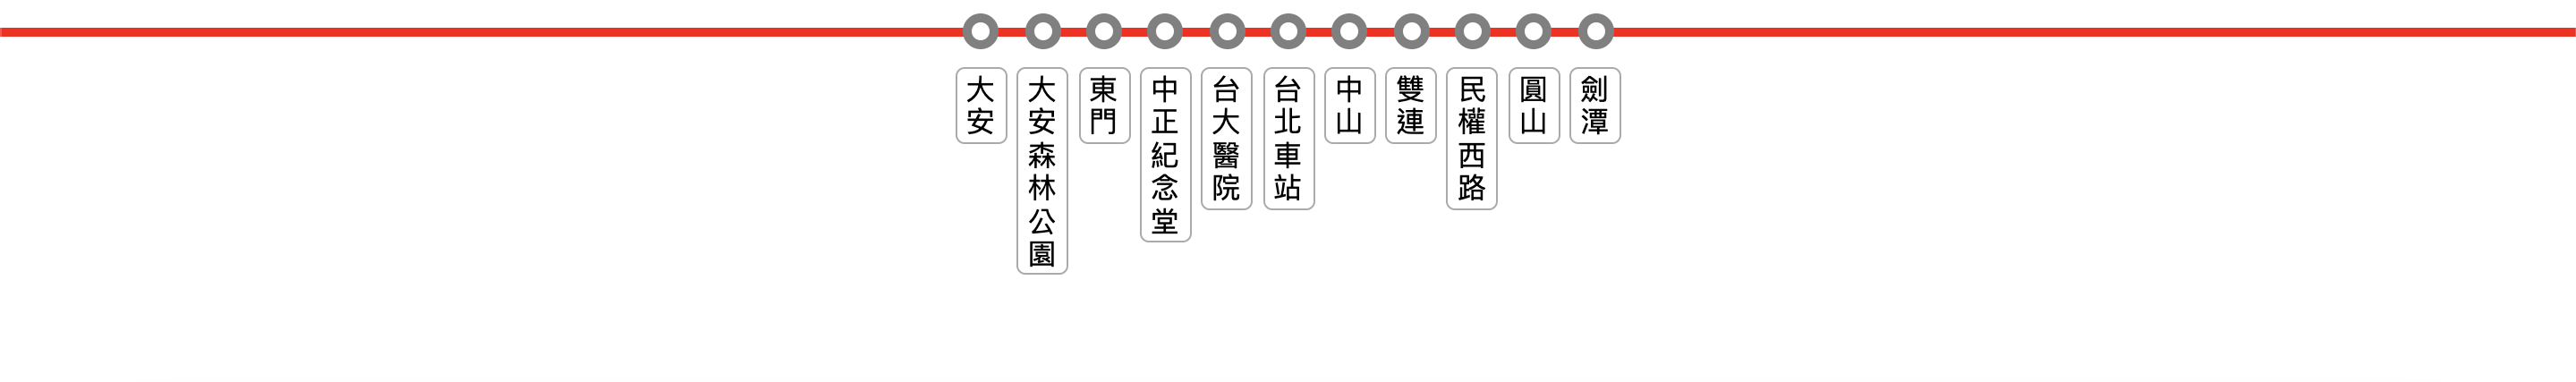 大安
大安森林公園
東門
中正紀念堂
台大醫院
台北車站
中山
雙連
民權西路
圓山
劍潭